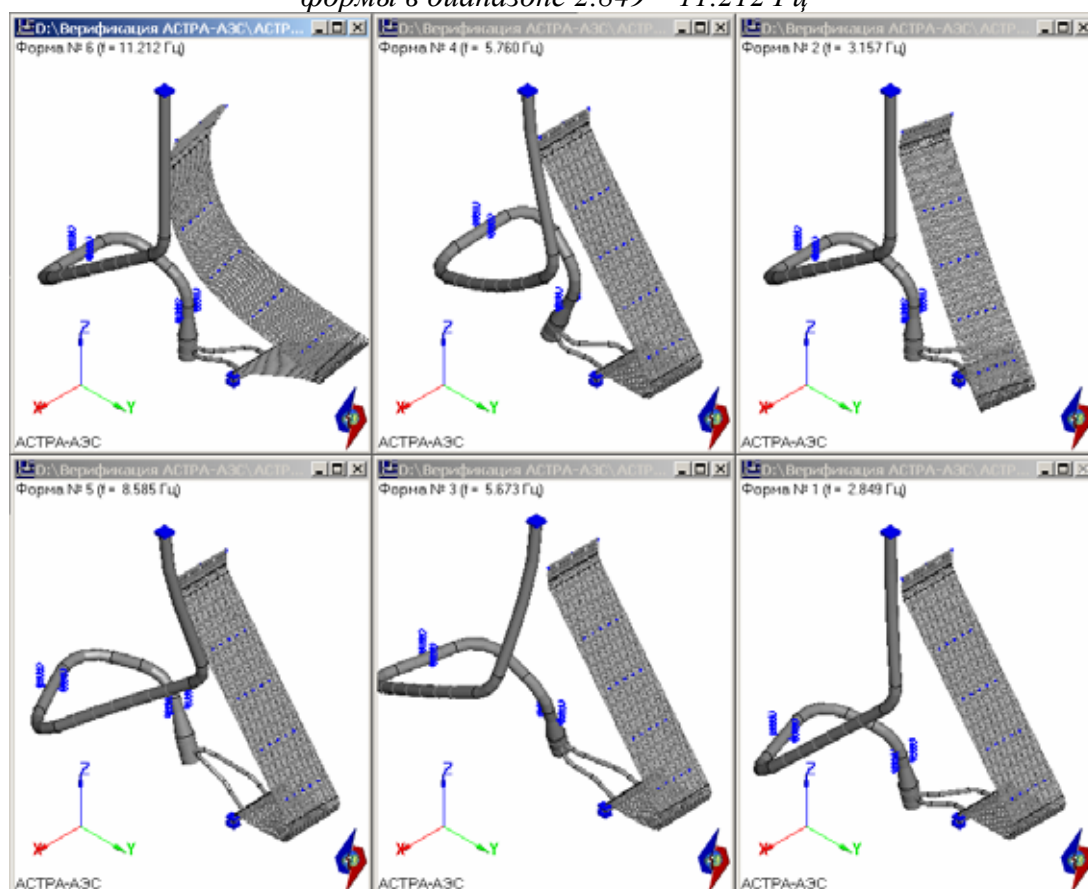 формы в диапазоне 2.849 – 11.212 Гц
D:\Верификация АСТРА-АЭС\АСТР...
Форма № 6 (f = 11.212 Гц)
Z
X
Y
АСТРА-АЭС
D:\Верификация АСТРА-АЭС\АСТР...
Форма № 4 (f = 5.760 Гц)
Z
X
Y
АСТРА-АЭС
D:\Верификация АСТРА-АЭС\АСТР...
Форма № 2 (f = 3.157 Гц)
Z
X
Y
АСТРА-АЭС
D:\Верификация АСТРА-АЭС\АСТР...
Форма № 5 (f = 8.585 Гц)
Z
X
Y
АСТРА-АЭС
D:\Верификация АСТРА-АЭС\АСТР...
Форма № 3 (f = 5.673 Гц)
Z
X
Y
АСТРА-АЭС
D:\Верификация АСТРА-АЭС\АСТР...
Форма № 1 (f = 2.849 Гц)
Z
X
Y
АСТРА-АЭС